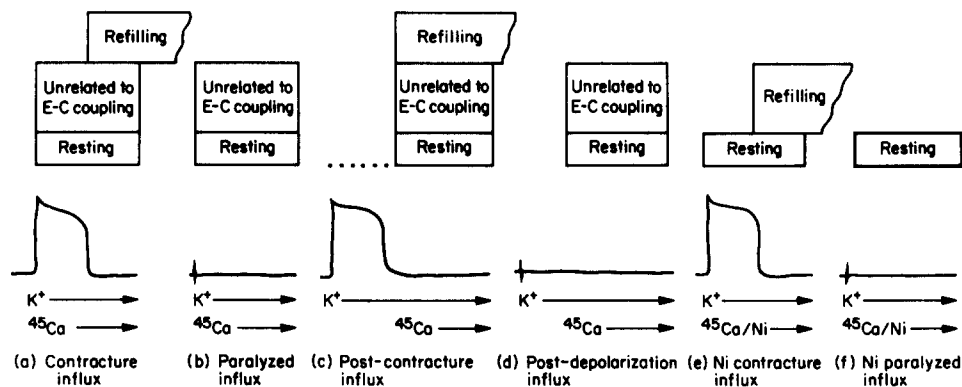 Refilling
Refilling
Unrelated to
E-C coupling
Unrelated to
E-C coupling
Unrelated to
E-C coupling
Unrelated to
E-C coupling
Refilling
Resting
Resting
Resting
Resting
Resting
Resting
K⁺
K⁺
K⁺
K⁺
K⁺
K⁺
⁴⁵Ca
⁴⁵Ca
⁴⁵Ca
⁴⁵Ca
⁴⁵Ca/Ni
⁴⁵Ca/Ni
(a) Contracture
influx
(b) Paralyzed
influx
(c) Post-contracture
influx
(d) Post-depolarization
influx
(e) Ni contracture
influx
(f) Ni paralyzed
influx